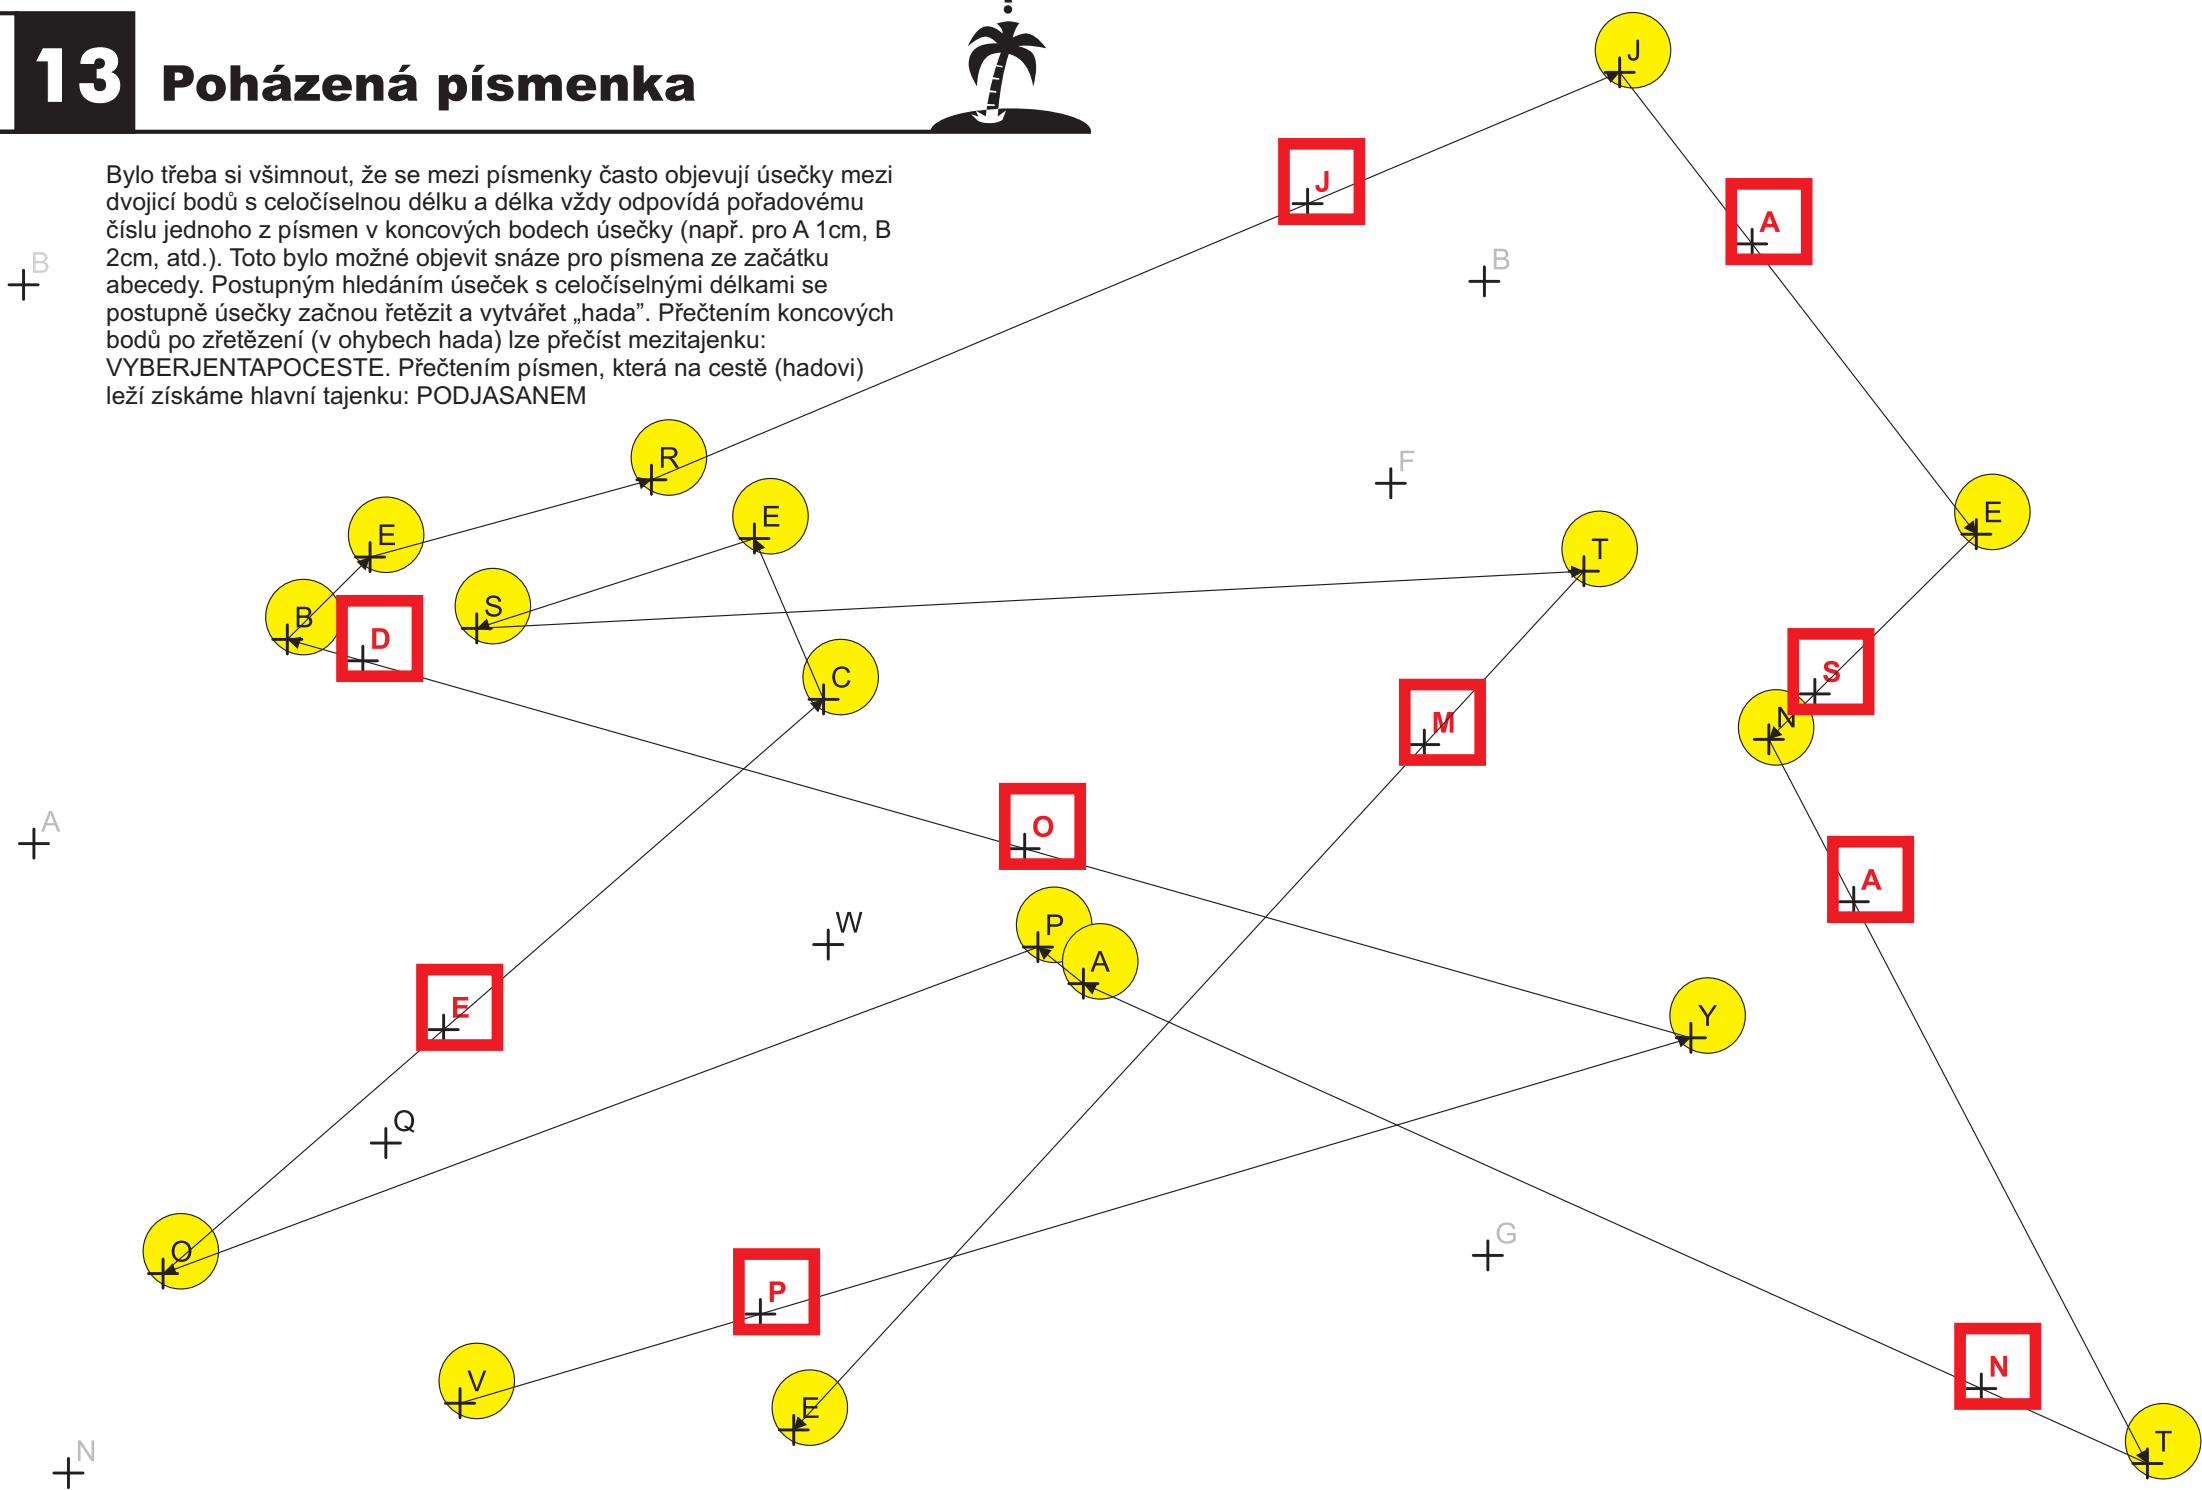 13 Poházená písmenka
Bylo třeba si všimnout, že se mezi písmenky často objevují úsečky mezi
dvojicí bodů s celočíselnou délku a délka vždy odpovídá pořadovému
číslu jednoho z písmen v koncových bodech úsečky (např. pro A 1cm, B
2cm, atd.). Toto bylo možné objevit snáze pro písmena ze začátku
abecedy. Postupným hledáním úseček s celočíselnými délkami se
postupně úsečky začnou řetězit a vytvářet „hada”. Přečtením koncových
bodů po zřetězení (v ohybech hada) lze přečíst mezitajenku:
VYBERJENTAPOCESTE. Přečtením písmen, která na cestě (hadovi)
leží získáme hlavní tajenku: PODJASANEM
J
J
A
B
B
R
F
E
E
E
T
S
B
D
C
S
M
N
A
O
A
W
P
A
E
Y
Q
G
O
P
N
V
E
T
N